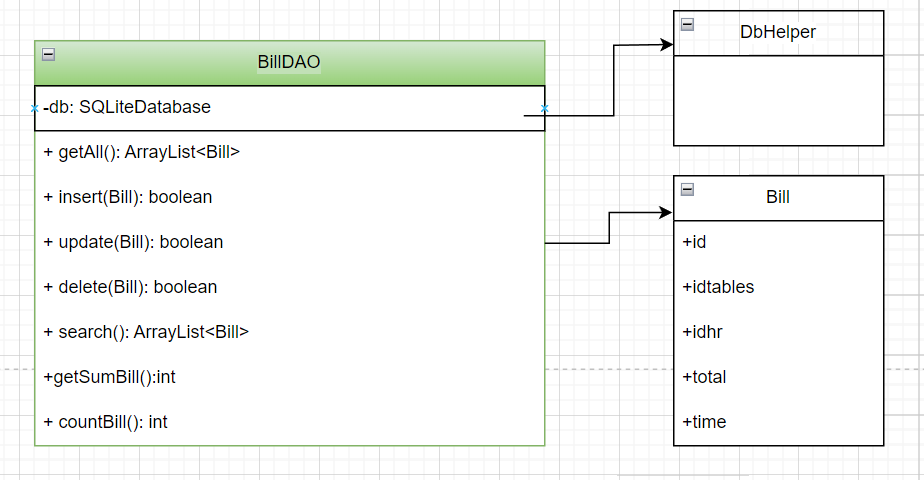 BillDAO
-db: SQLiteDatabase
+ getAll(): ArrayList<Bill>
+ insert(Bill): boolean
+ update(Bill): boolean
+ delete(Bill): boolean
+ search(): ArrayList<Bill>
+getSumBill():int
+ countBill(): int
DbHelper
Bill
+id
+idtables
+idhr
+total
+time